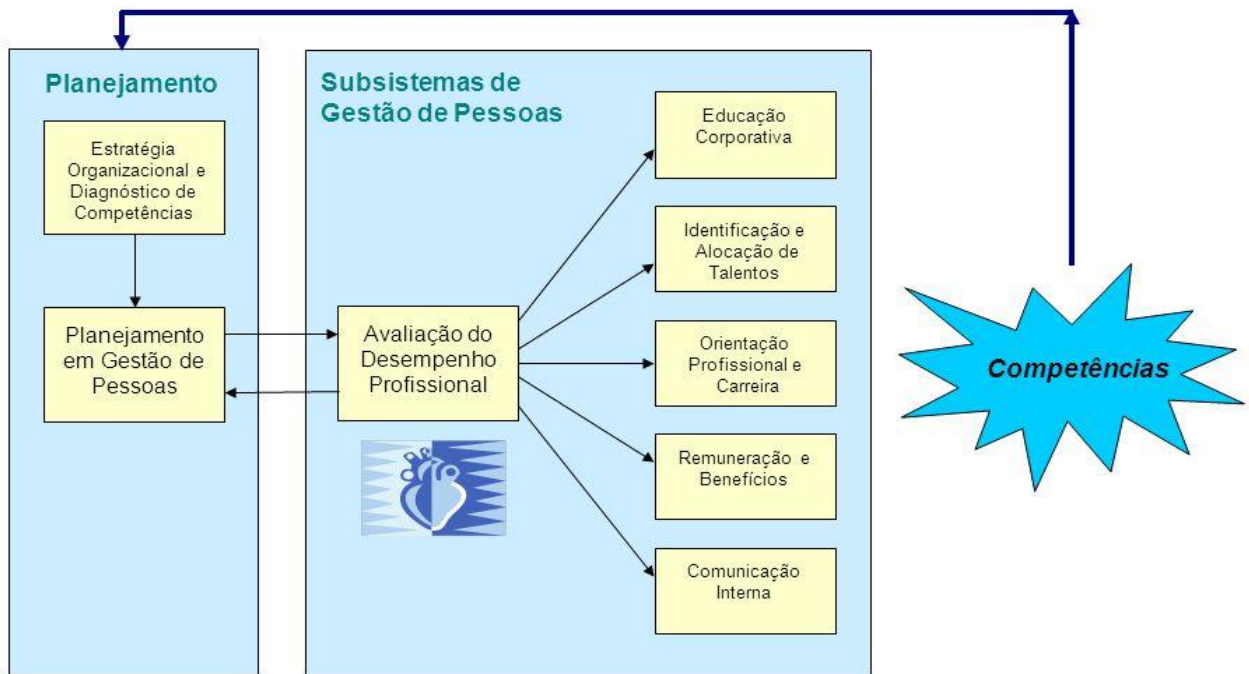 Planejamento
Estratégia
Organizacional e
Diagnóstico de
Competências
Planejamento
em Gestão de
Pessoas
Subsistemas de
Gestão de Pessoas
Avaliação do
Desempenho
Profissional
Educação
Corporativa
Identificação e
Alocação de
Talentos
Orientação
Profissional e
Carreira
Remuneração e
Benefícios
Comunicação
Interna
Competências